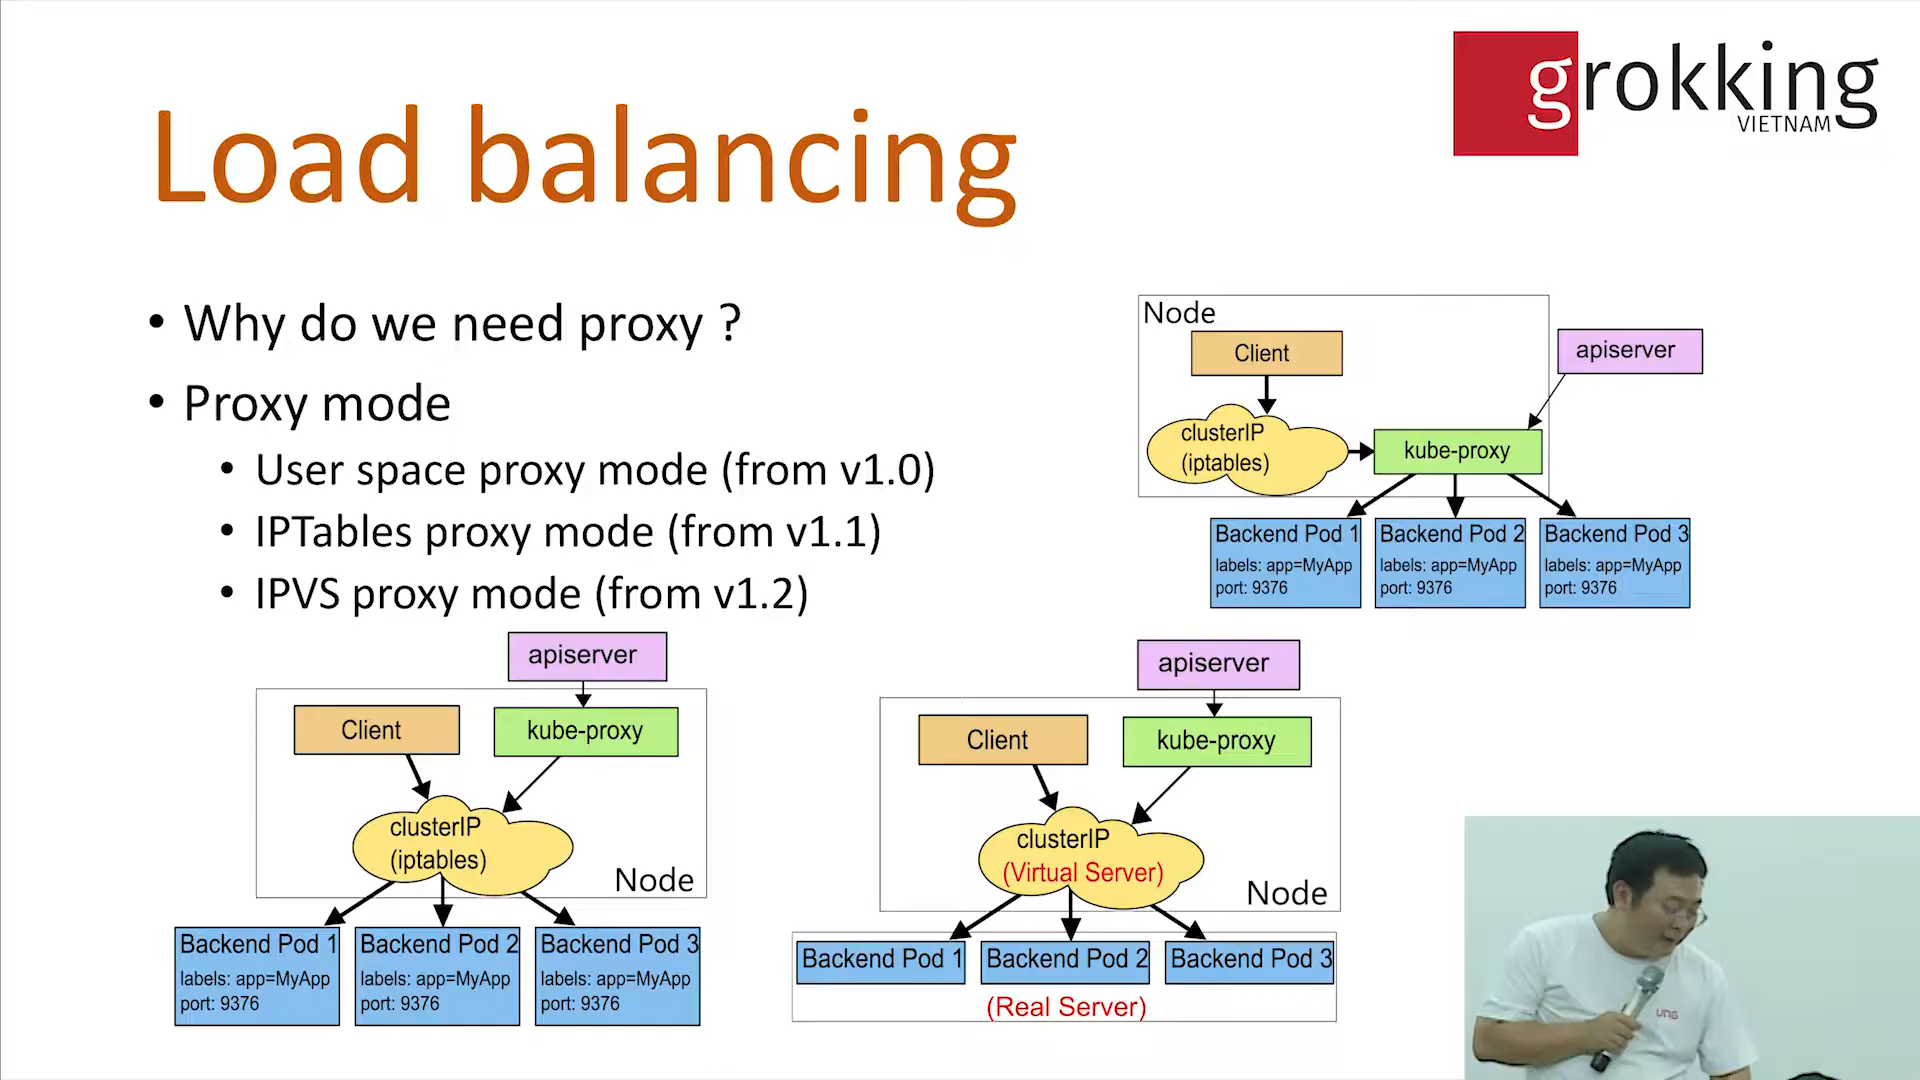 grokking
VIETNAM
Load balancing
• Why do we need proxy ?
• Proxy mode
• User space proxy mode (from v1.0)
• IPTables proxy mode (from v1.1)
• IPVS proxy mode (from v1.2)
Node
Client
apiserver
clusterIP
(iptables)
kube-proxy
Backend Pod 1
labels: app=MyApp
port: 9376
Backend Pod 2
labels: app=MyApp
port: 9376
Backend Pod 3
labels: app=MyApp
port: 9376
apiserver
Client
kube-proxy
clusterIP
(iptables)
Node
Backend Pod 1
labels: app=MyApp
port: 9376
Backend Pod 2
labels: app=MyApp
port: 9376
Backend Pod 3
labels: app=MyApp
port: 9376
apiserver
Client
kube-proxy
clusterIP
(Virtual Server)
Node
Backend Pod 1
Backend Pod 2
Backend Pod 3
(Real Server)
VNG